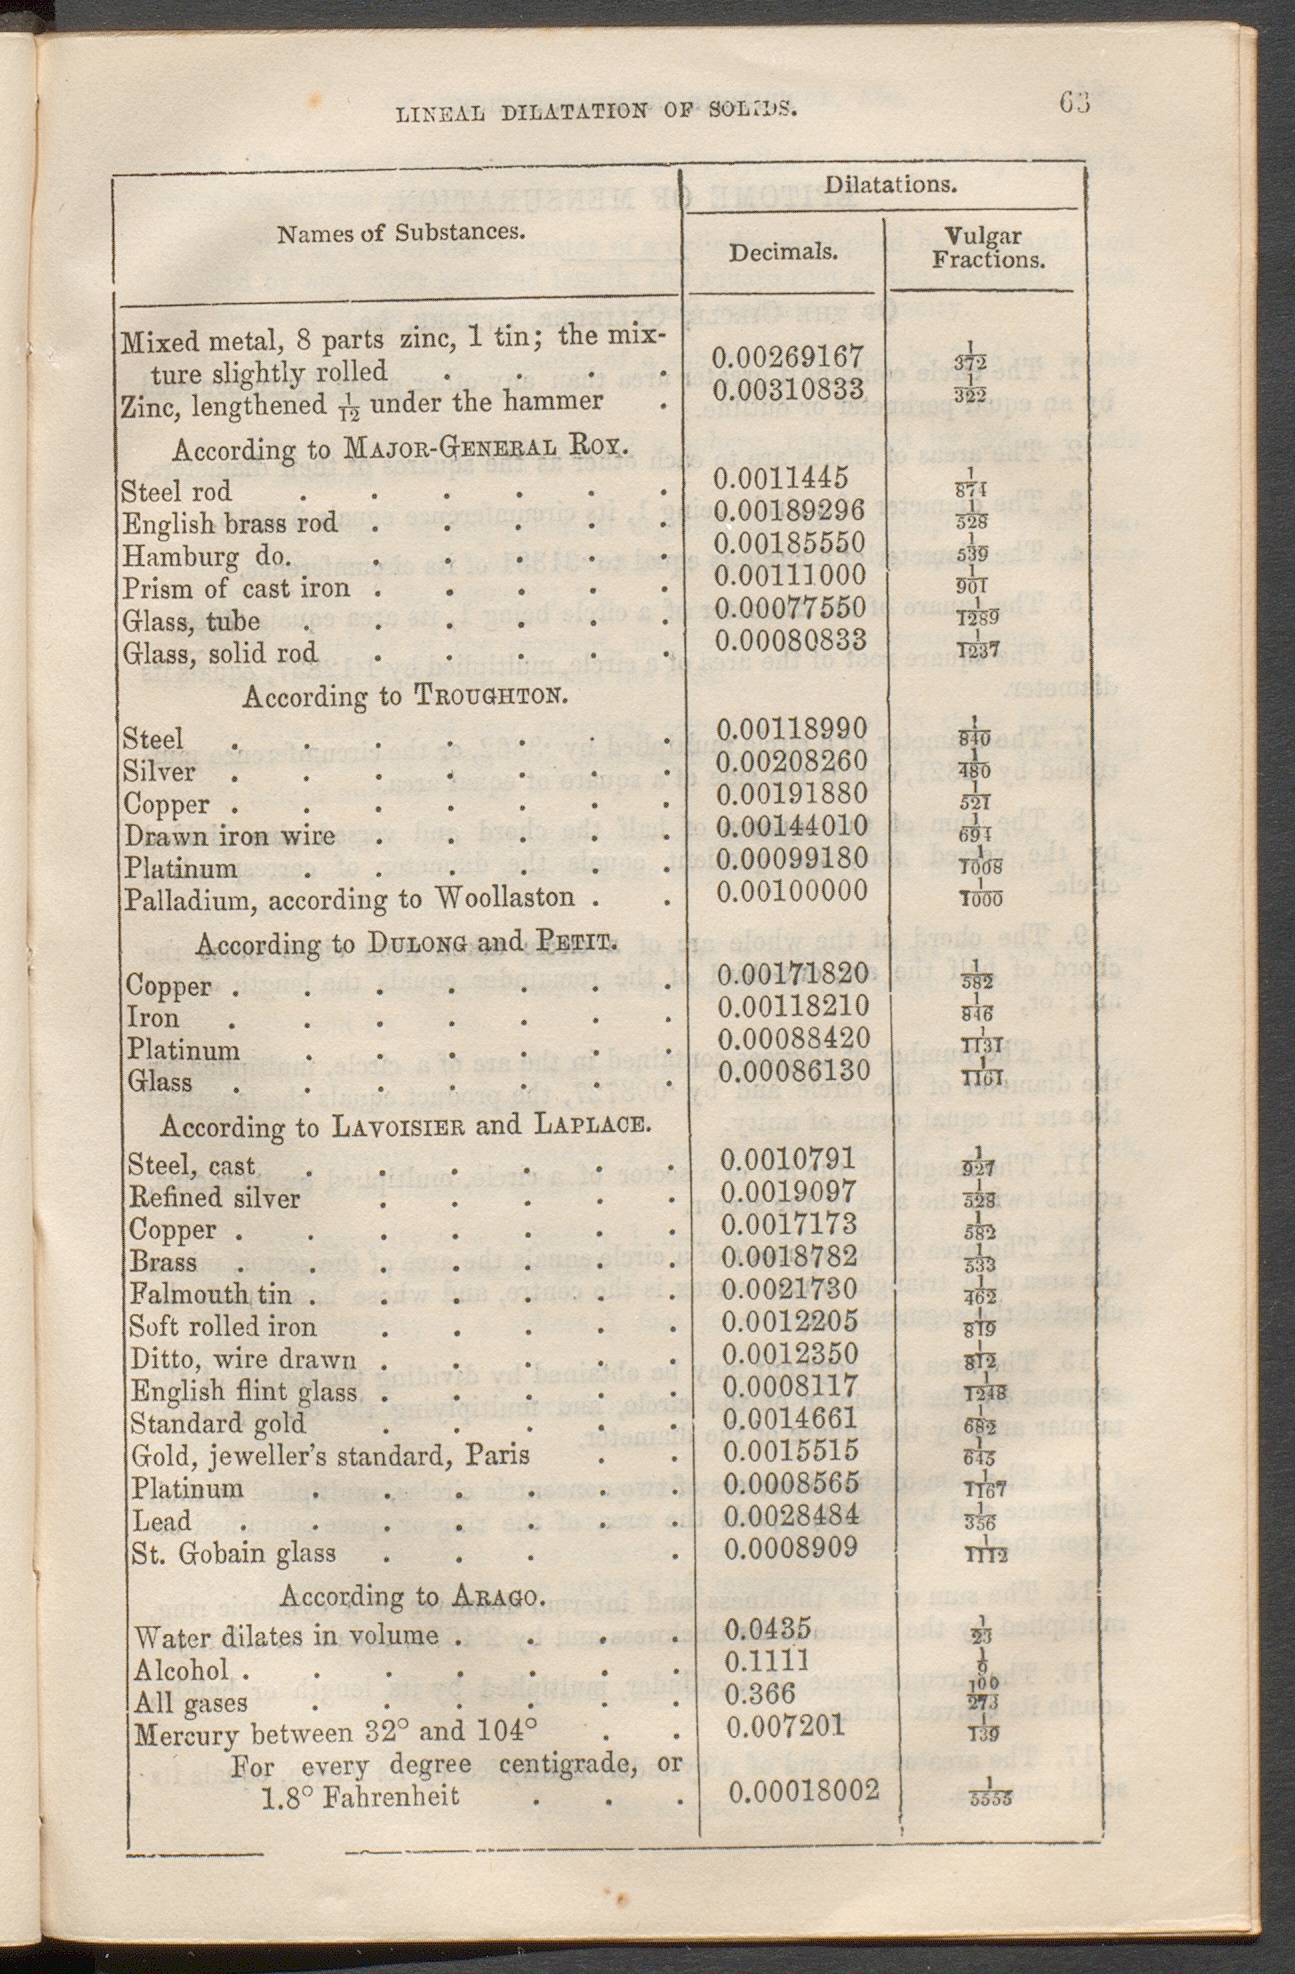 LINEAL DILATATION OF SOLIDS. 63
Names of Substances. Dilatations.
Decimals. Vulgar Fractions.
Mixed metal, 8 parts zinc, 1 tin; the mix-
ture slightly rolled . . . . 0.00269167 1/372
Zinc, lengthened 1/12 under the hammer . 0.00310833 1/322
According to MAJOR-GENERAL ROY.
Steel rod . . . . . . 0.0011445 1/874
English brass rod . . . . . 0.00189296 1/528
Hamburg do. . . . . . 0.00185550 1/539
Prism of cast iron . . . . . 0.00111000 1/901
Glass, tube . . . . . . 0.00077550 1/1289
Glass, solid rod . . . . . 0.00080833 1/1237
According to TROUGHTON.
Steel . . . . . . . 0.00118990 1/840
Silver . . . . . . . 0.00208260 1/480
Copper . . . . . . . 0.00191880 1/521
Drawn iron wire . . . . . 0.00144010 1/694
Platinum . . . . . . 0.00099180 1/1008
Palladium, according to Woollaston . . 0.00100000 1/1000
According to DULONG and PETIT.
Copper . . . . . . . 0.00171820 1/582
Iron . . . . . . . 0.00118210 1/846
Platinum . . . . . . 0.00088420 1/1131
Glass . . . . . . . 0.00086130 1/1161
According to LAVOISIER and LAPLACE.
Steel, cast . . . . . . 0.0010791 1/927
Refined silver . . . . . 0.0019097 1/528
Copper . . . . . . . 0.0017173 1/582
Brass . . . . . . . 0.0018782 1/533
Falmouth tin . . . . . . 0.0021730 1/462
Soft rolled iron . . . . . 0.0012205 1/819
Ditto, wire drawn . . . . . 0.0012350 1/812
English flint glass . . . . . 0.0008117 1/1248
Standard gold . . . . . 0.0014661 1/682
Gold, jeweller's standard, Paris . . 0.0015515 1/645
Platinum . . . . . . 0.0008565 1/1167
Lead . . . . . . . 0.0028484 1/356
St. Gobain glass . . . . 0.0008909 1/1112
According to ARAGO.
Water dilates in volume . . . . 0.0435 1/23
Alcohol . . . . . . . 0.1111 1/9
All gases . . . . . . 0.366 100/273
Mercury between 32° and 104° . . 0.007201 1/139
For every degree centigrade, or
1.8° Fahrenheit . . . 0.00018002 1/5555